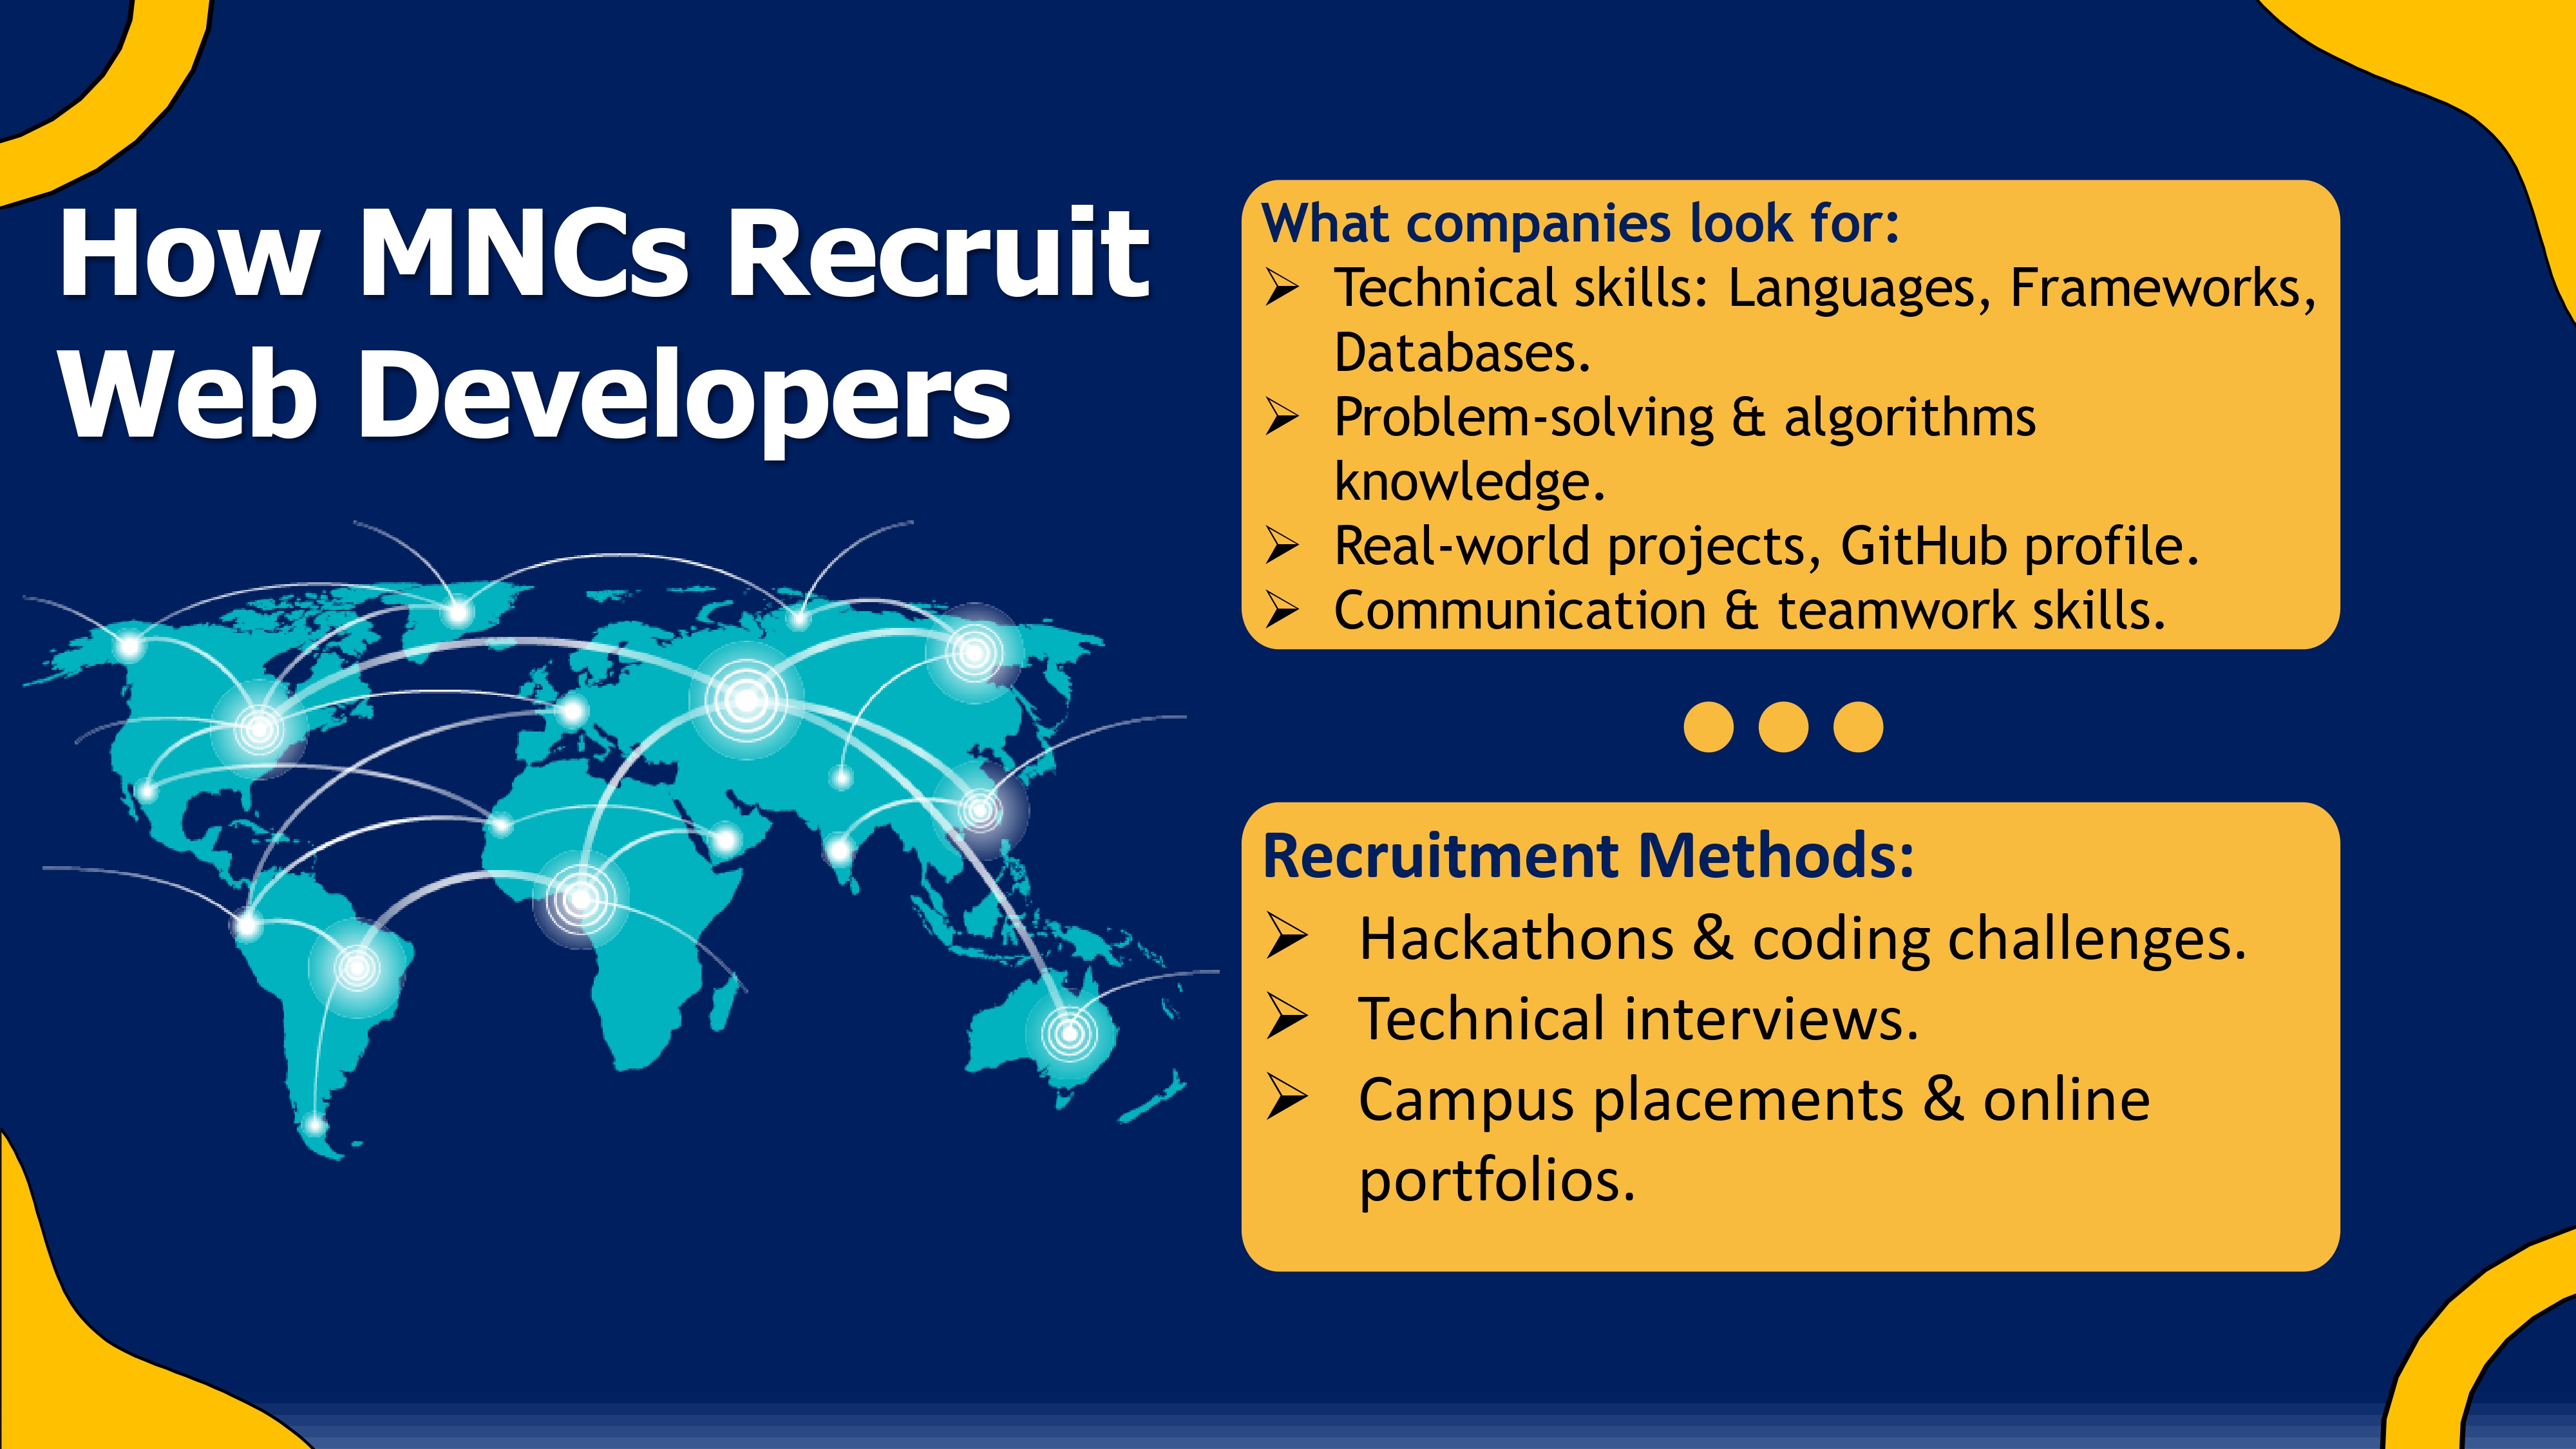 How MNCs Recruit
Web Developers
What companies look for:
➢ Technical skills: Languages, Frameworks,
Databases.
➢ Problem-solving & algorithms
knowledge.
➢ Real-world projects, GitHub profile.
➢ Communication & teamwork skills.
Recruitment Methods:
➢ Hackathons & coding challenges.
➢ Technical interviews.
➢ Campus placements & online
portfolios.